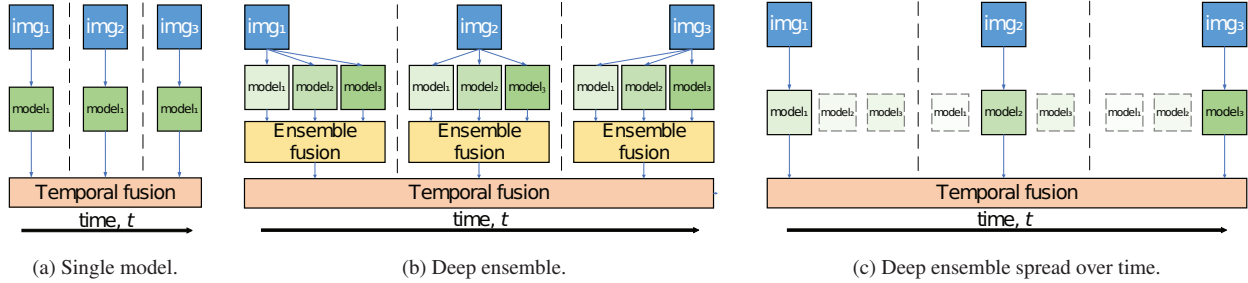 img₁ img₂ img₃
model₁ model₁ model₁
Temporal fusion
time, t
(a) Single model.
img₁ img₂ img₃
model₁ model₂ model₃ model₁ model₂ model₃ model₁ model₂ model₃
Ensemble fusion Ensemble fusion Ensemble fusion
Temporal fusion
time, t
(b) Deep ensemble.
img₁ img₂ img₃
model₁ model₂ model₃ model₁ model₂ model₃ model₁ model₂ model₃
Temporal fusion
time, t
(c) Deep ensemble spread over time.